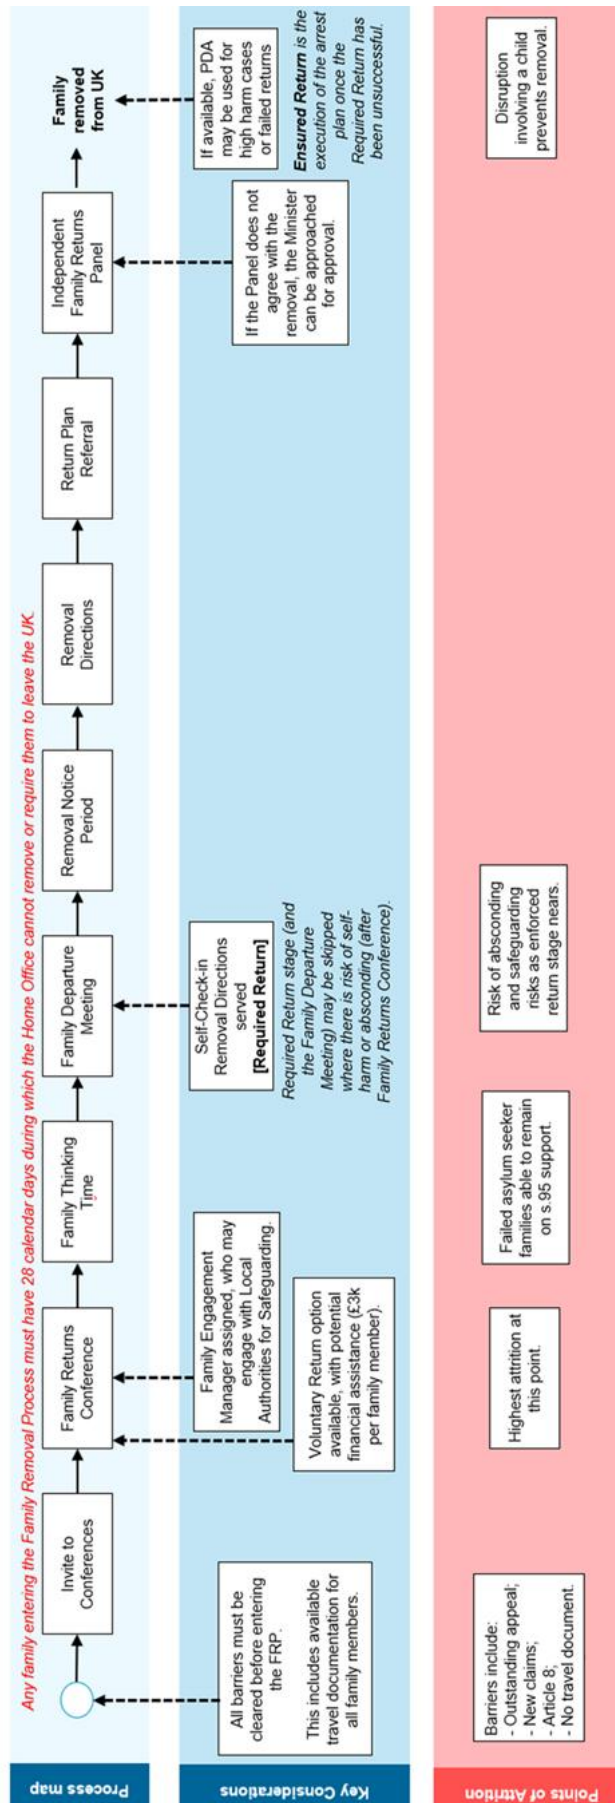 Any family entering the Family Removal Process must have 28 calendar days during which the Home Office cannot remove or require them to leave the UK.
Process map
Invite to
Conferences
Family Returns
Conference
Family Thinking
Time
Family Departure
Meeting
Removal Notice
Period
Removal
Directions
Return Plan
Referral
Independent
Family Returns
Panel
Family
removed
from UK
Key Considerations
All barriers must be
cleared before entering
the FRP.
This includes available
travel documentation for
all family members.
Family Engagement
Manager assigned, who may
engage with Local
Authorities for Safeguarding.
Voluntary Return option
available, with potential
financial assistance (£3k
per family member).
Self-Check-in
Removal Directions
served
[Required Return]
Required Return stage (and
the Family Departure
Meeting) may be skipped
where there is risk of self-
harm or absconding (after
Family Returns Conference).
If the Panel does not
agree with the
removal, the Minister
can be approached
for approval.
If available, PDA
may be used for
high harm cases
or failed returns
Ensured Return is the
execution of the arrest
plan once the
Required Return has
been unsuccessful.
Points of Attrition
Barriers include:
- Outstanding appeal;
- New claims;
- Article 8;
- No travel document.
Highest attrition at
this point.
Failed asylum seeker
families able to remain
on s.95 support.
Risk of absconding
and safeguarding
risks as enforced
return stage nears.
Disruption
involving a child
prevents removal.